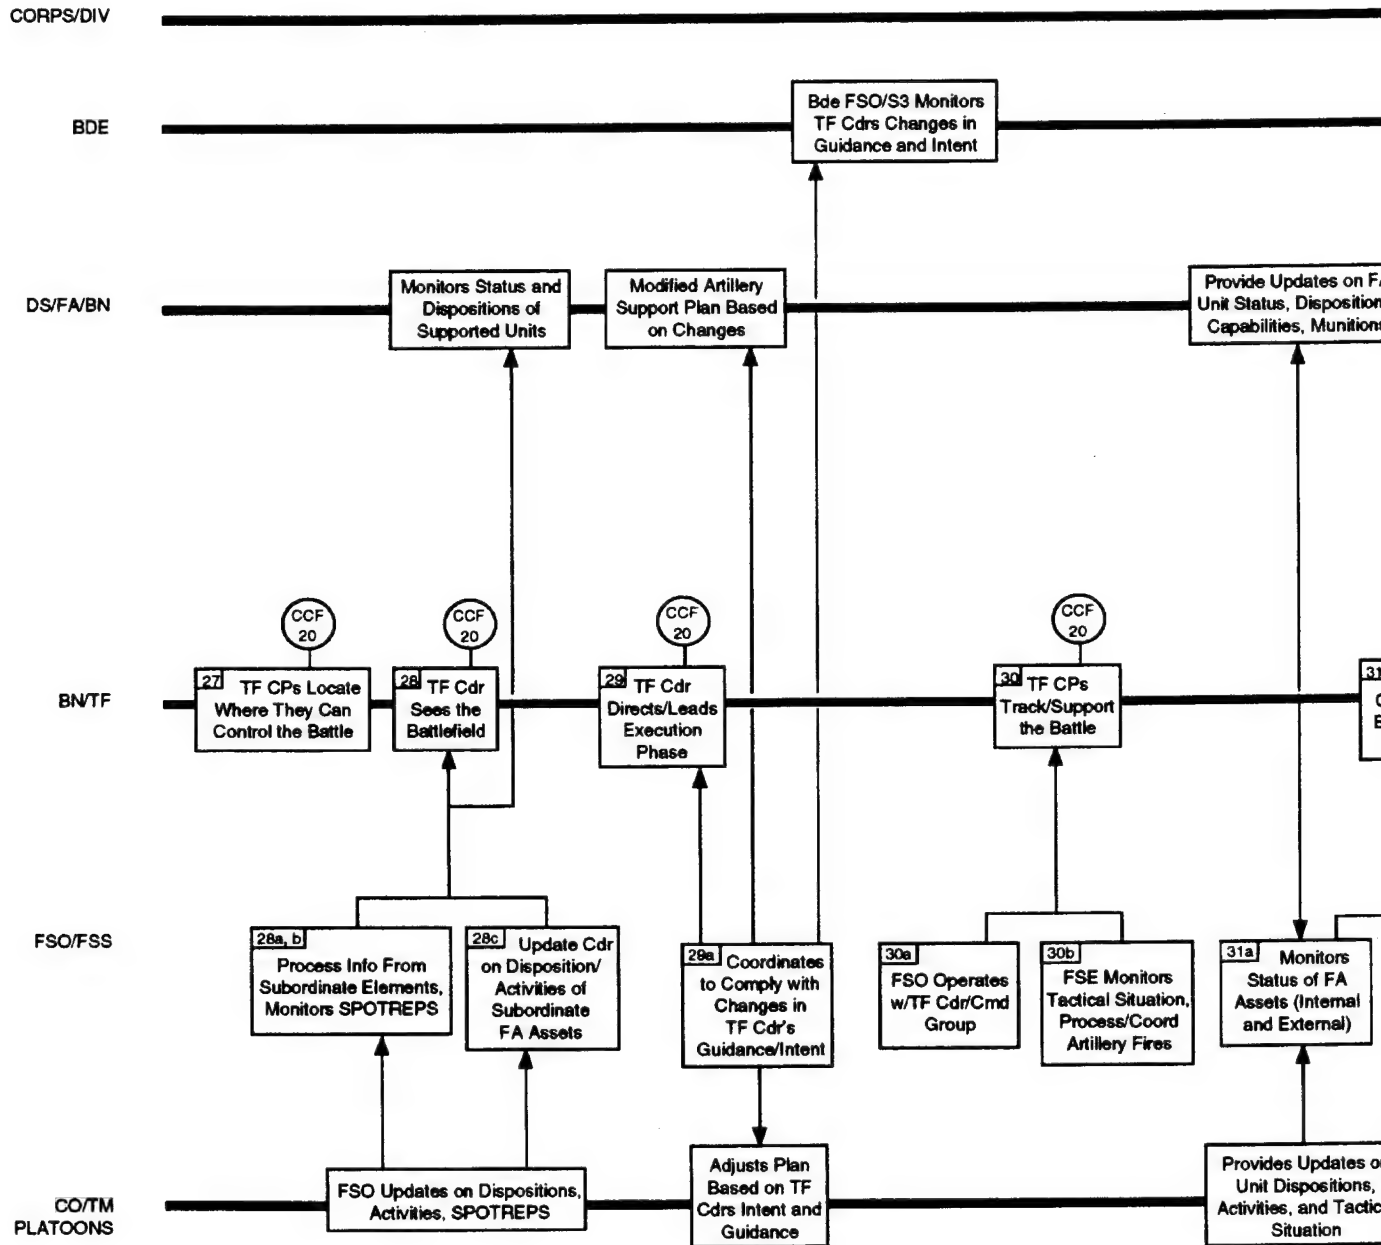 CORPS/DIV
BDE
Bde FSO/S3 Monitors
TF Cdrs Changes in
Guidance and Intent
DS/FA/BN
Monitors Status and
Dispositions of
Supported Units
Modified Artillery
Support Plan Based
on Changes
Provide Updates on
Unit Status,
Capabilities,
CCF
20
CCF
20
CCF
20
CCF
20
BN/TF
27 TF CPs Locate
Where They Can
Control the Battle
28 TF Cdr
Sees the
Battlefield
29 TF Cdr
Directs/Leads
Execution
Phase
30 TF CPs
Track/Support
the Battle
FSO/FSS
28a, b
Process Info From
Subordinate Elements,
Monitors SPOTREPS
28c Update Cdr
on Disposition/
Activities of
Subordinate
FA Assets
29a Coordinates
to Comply with
Changes in
TF Cdr's
Guidance/Intent
30a
FSO Operates
w/TF Cdr/Cmd
Group
30b
FSE Monitors
Tactical Situation,
Process/Coord
Artillery Fires
31a Monitors
Status of FA
Assets (Internal
and External)
CO/TM
PLATOONS
FSO Updates on Dispositions,
Activities, SPOTREPS
Adjusts Plan
Based on TF
Cdrs Intent and
Guidance
Provides Updates
Unit Dispositions,
Activities, and
Situation